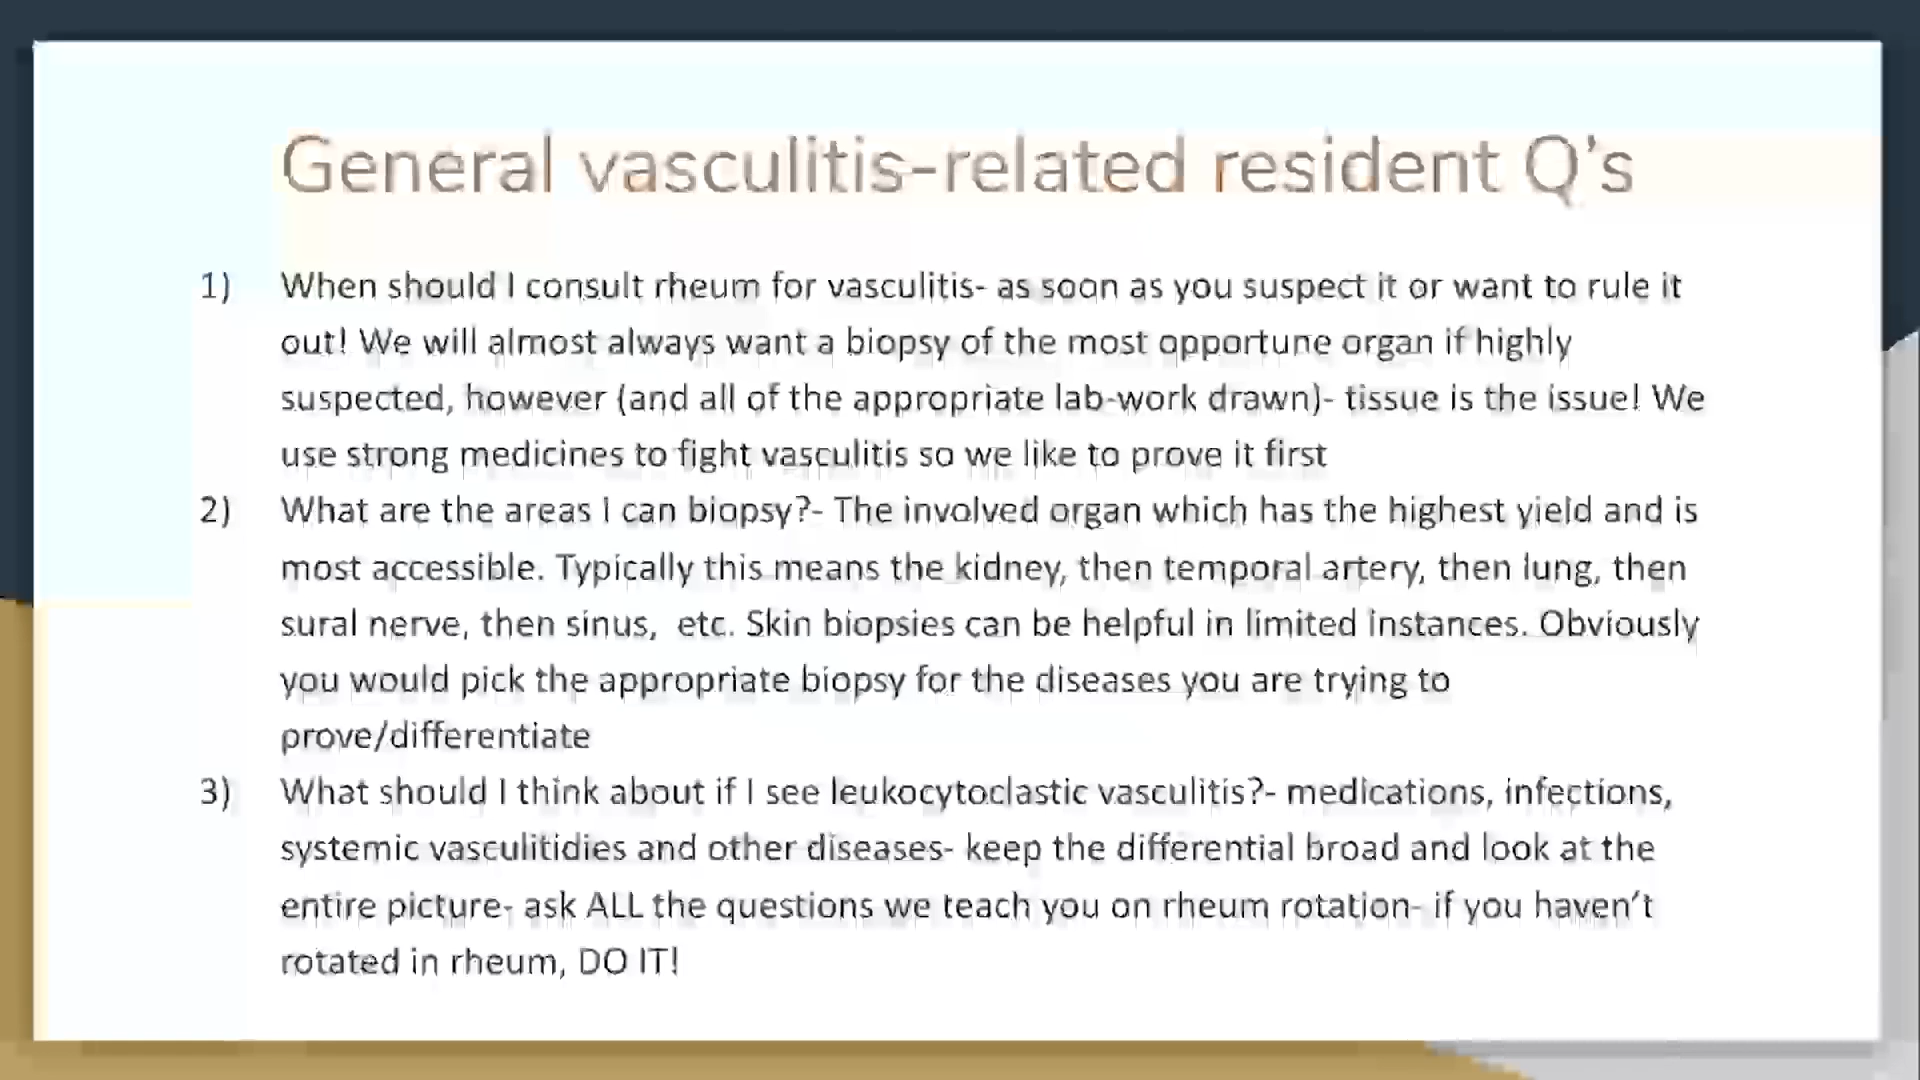 General vasculitis-related resident Q's
1) When should I consult rheum for vasculitis- as soon as you suspect it or want to rule it
out! We will almost always want a biopsy of the most opportune organ if highly
suspected, however (and all of the appropriate lab-work drawn)- tissue is the issue! We
use strong medicines to fight vasculitis so we like to prove it first
2) What are the areas I can biopsy?- The involved organ which has the highest yield and is
most accessible. Typically this means the kidney, then temporal artery, then lung, then
sural nerve, then sinus, etc. Skin biopsies can be helpful in limited instances. Obviously
you would pick the appropriate biopsy for the diseases you are trying to
prove/differentiate
3) What should I think about if I see leukocytoclastic vasculitis?- medications, infections,
systemic vasculitidies and other diseases- keep the differential broad and look at the
entire picture- ask ALL the questions we teach you on rheum rotation- if you haven't
rotated in rheum, DO IT!